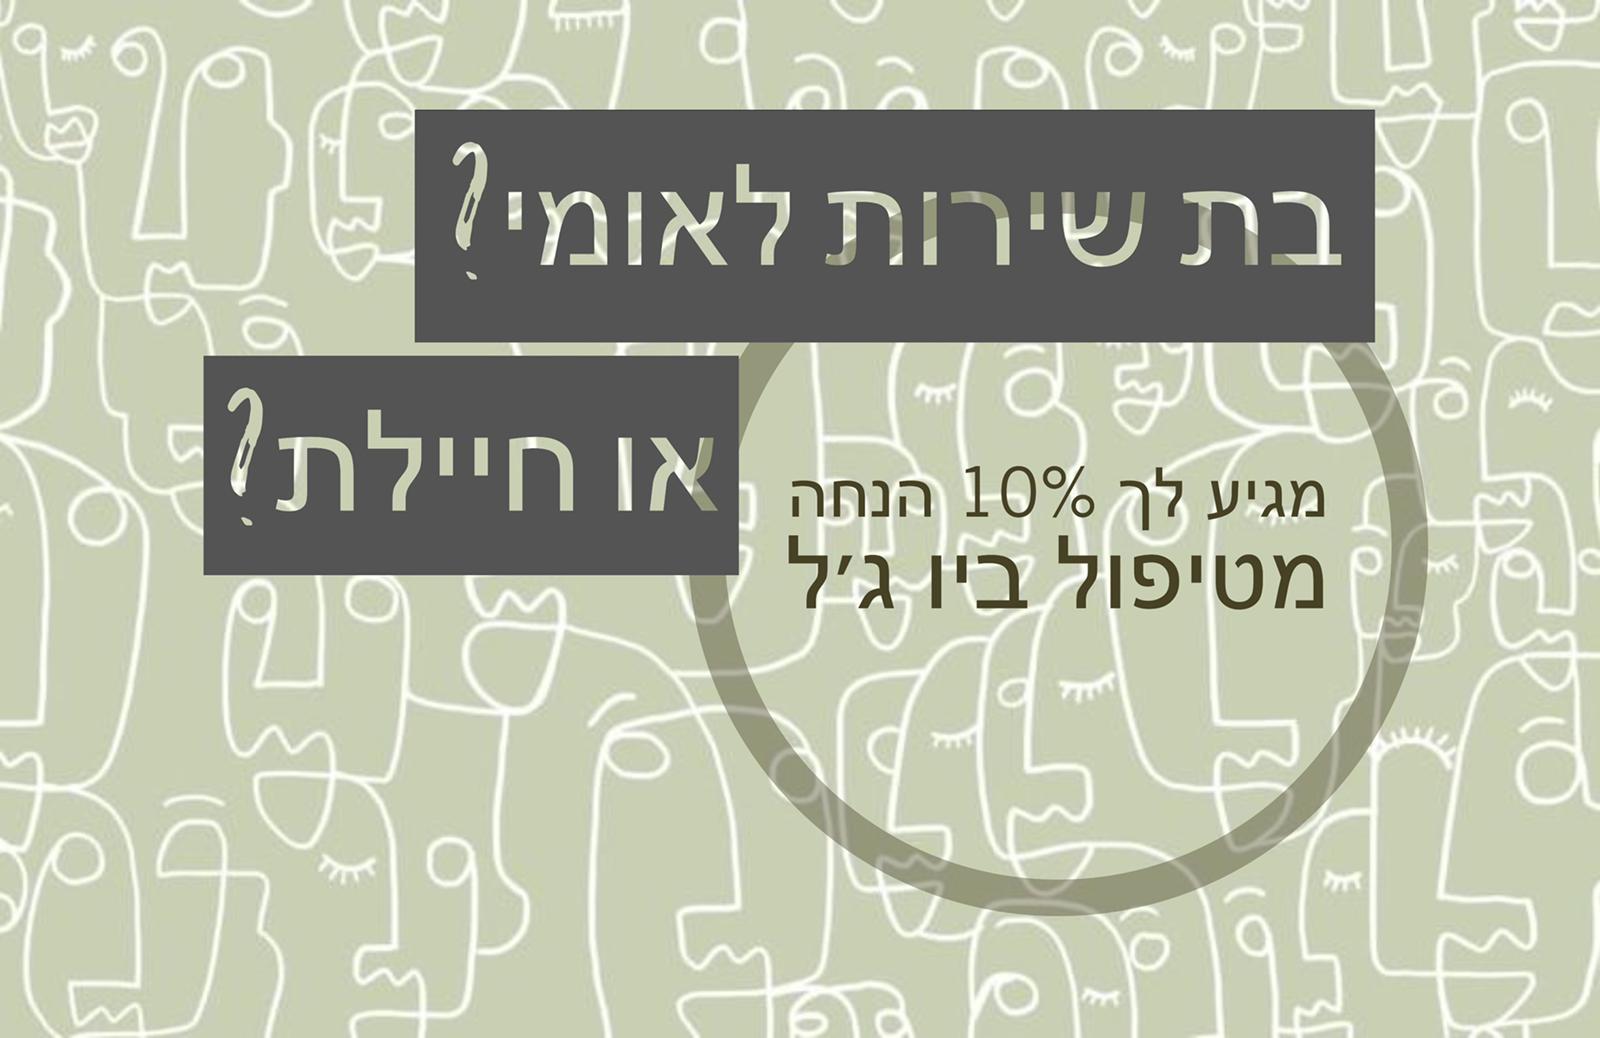 בת שירות לאומי?
או חיילת?
מגיע לך 10% הנחה
מטיפול ביו ג׳ל